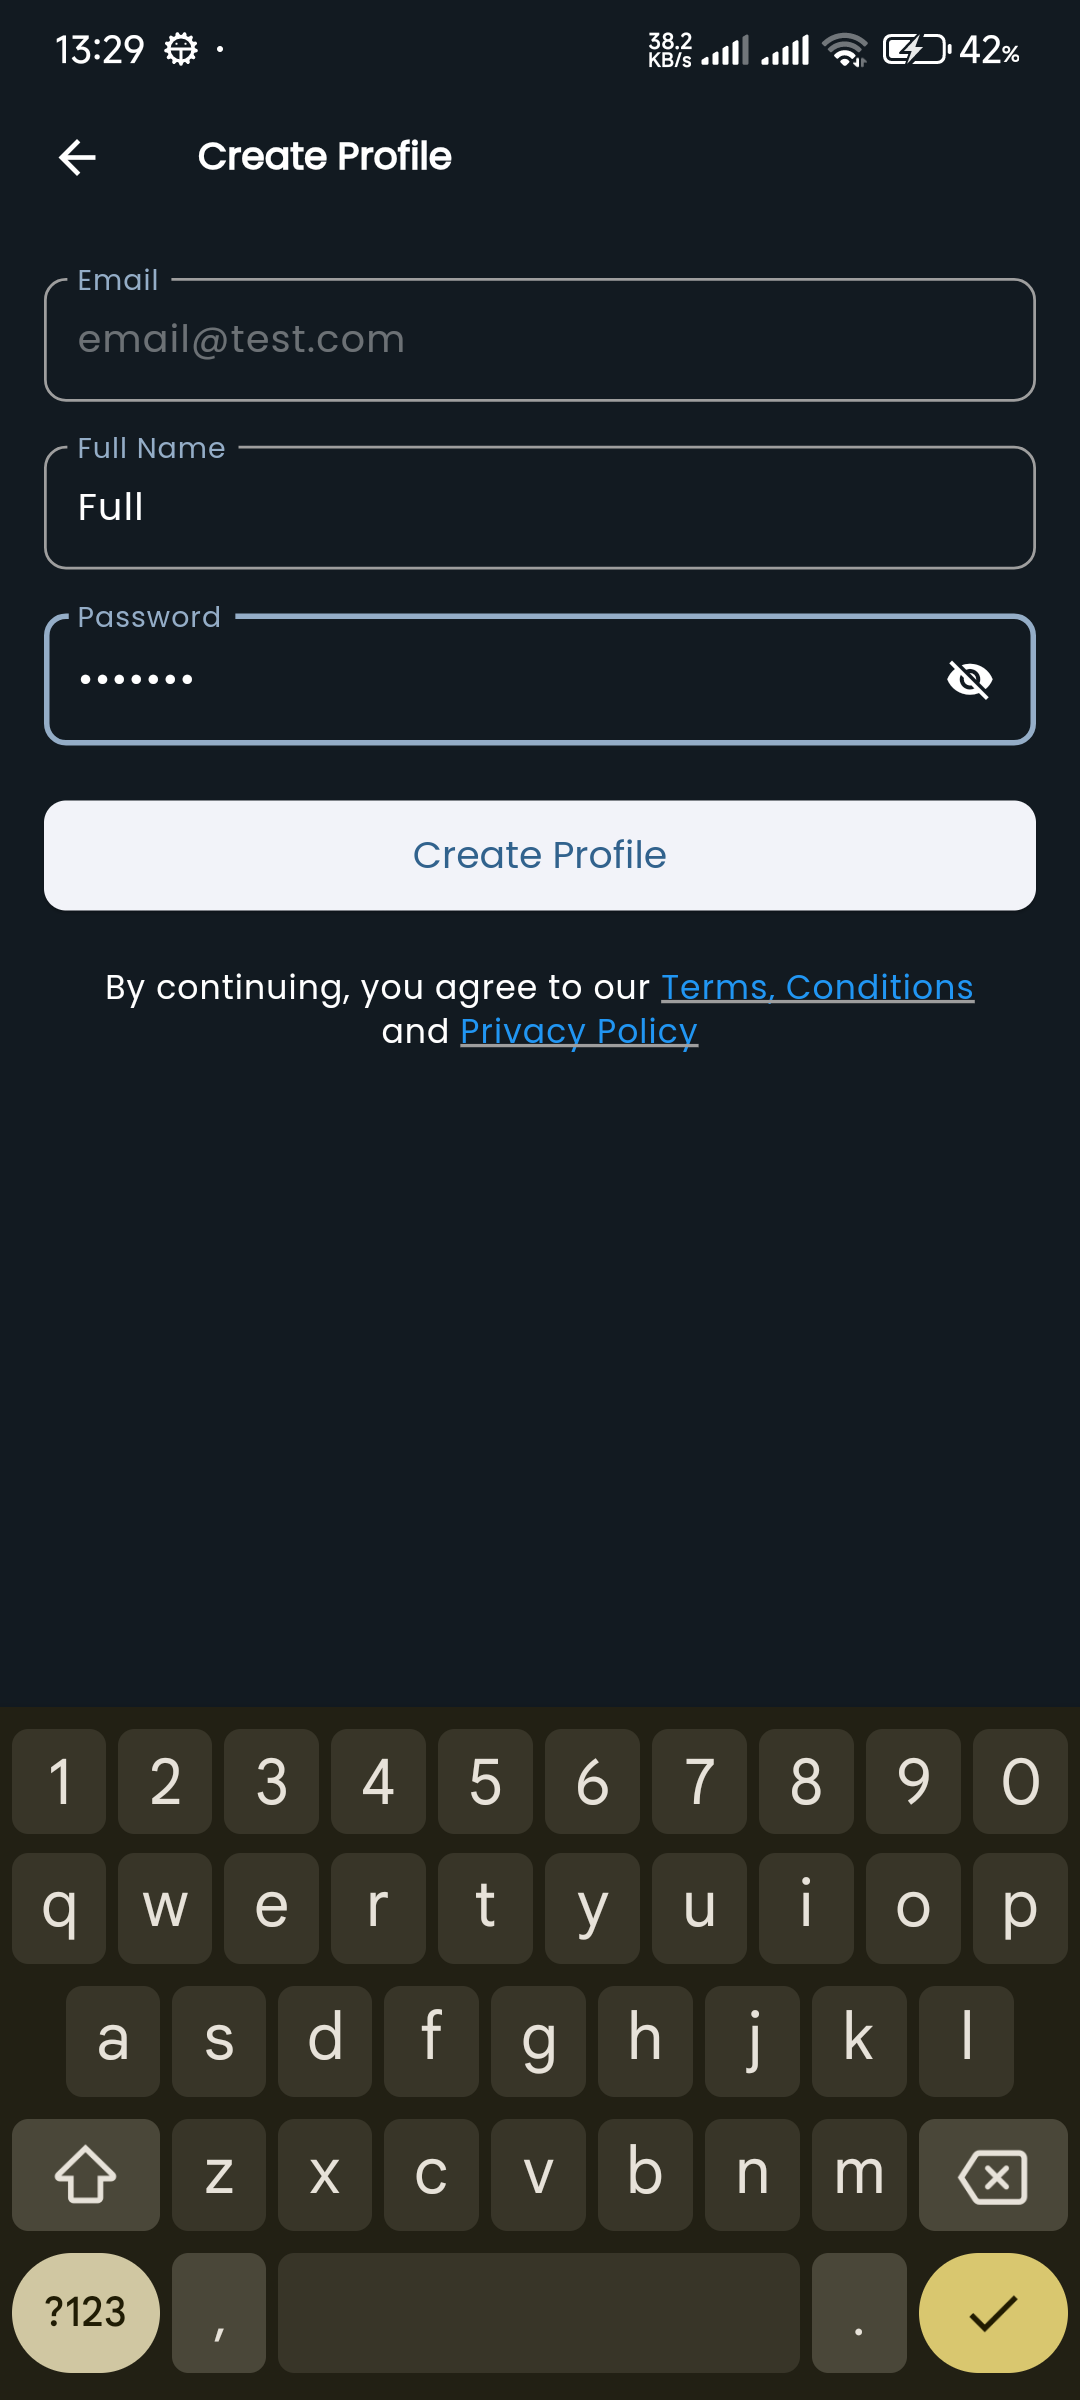 13:29
38.2 KB/s
42%
Create Profile
Email
email@test.com
Full Name
Full
Password
•••••••
Create Profile
By continuing, you agree to our Terms, Conditions
and Privacy Policy
1 2 3 4 5 6 7 8 9 0
q w e r t y u i o p
a s d f g h j k l
z x c v b n m
?123 , .